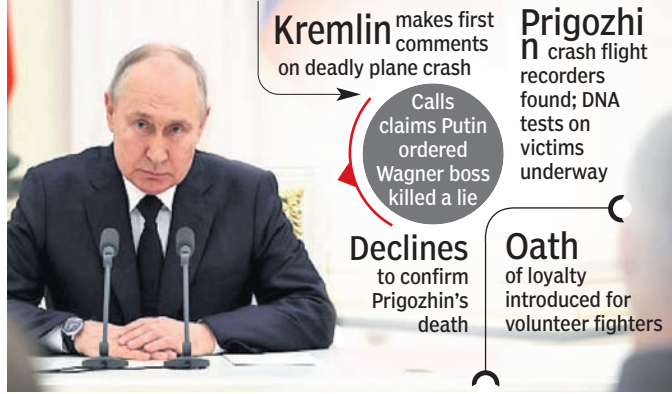 Kremlin makes first
comments
on deadly plane crash
Calls
claims Putin
ordered
Wagner boss
killed a lie
Declines
to confirm
Prigozhin's
death
Prigozhi
n crash flight
recorders
found; DNA
tests on
victims
underway
Oath
of loyalty
introduced for
volunteer fighters